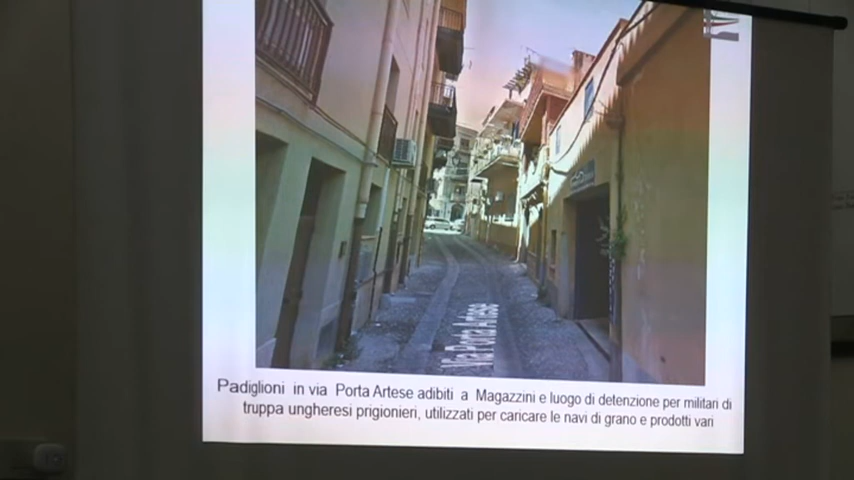 Via Porta Artese
Padiglioni in via Porta Artese adibiti a Magazzini e luogo di detenzione per militari di
truppa ungheresi prigionieri, utilizzati per caricare le navi di grano e prodotti vari